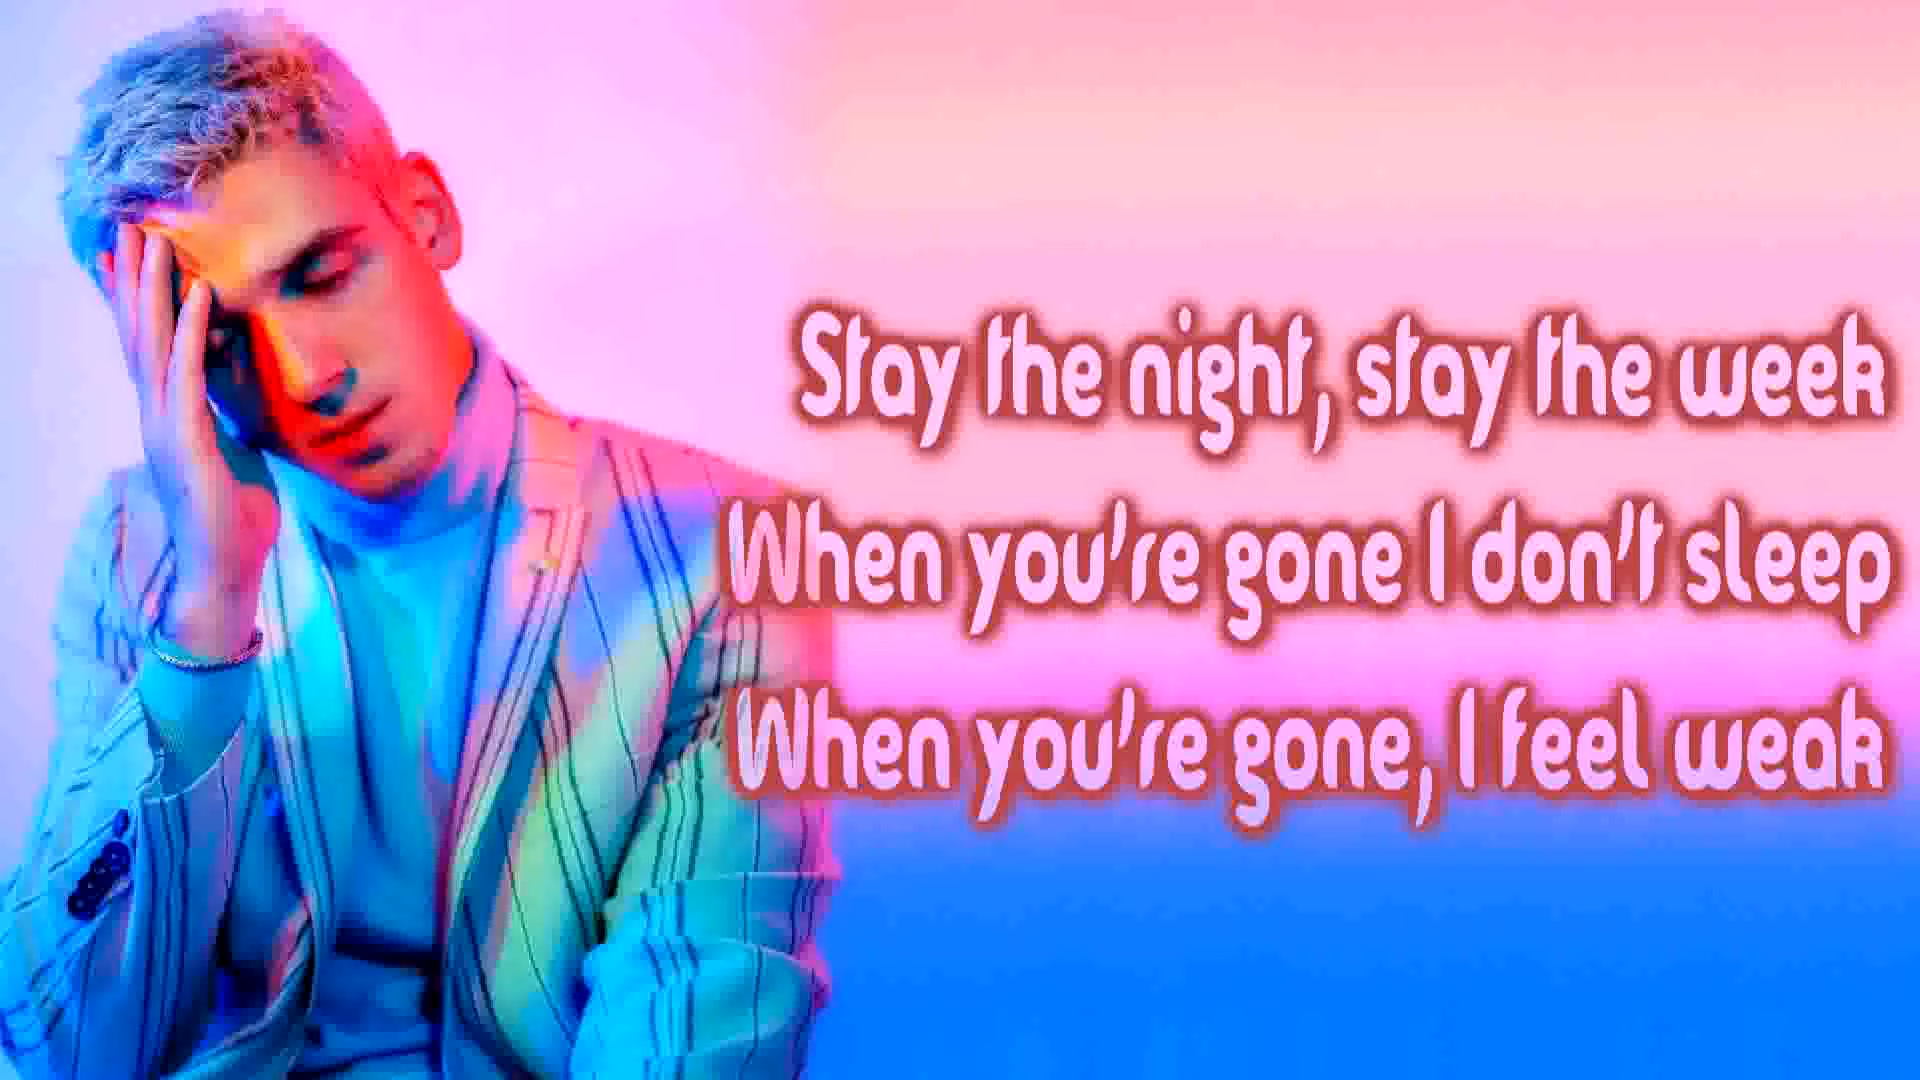 Stay the night, stay the week
When you're gone I don't sleep
When you're gone, I feel weak